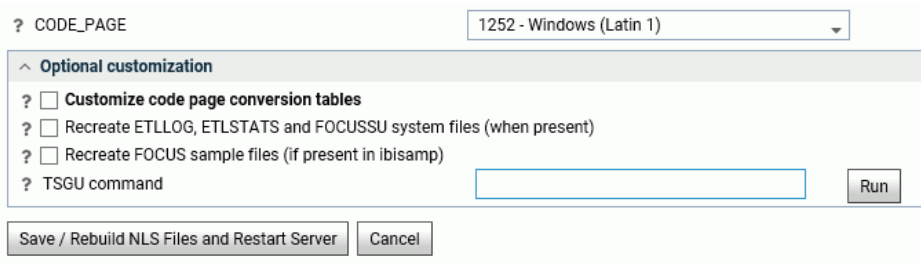 ? CODE_PAGE 1252 - Windows (Latin 1)
Optional customization
? Customize code page conversion tables
? Recreate ETLLOG, ETLSTATS and FOCUSSU system files (when present)
? Recreate FOCUS sample files (if present in ibisamp)
? TSGU command Run
Save / Rebuild NLS Files and Restart Server Cancel